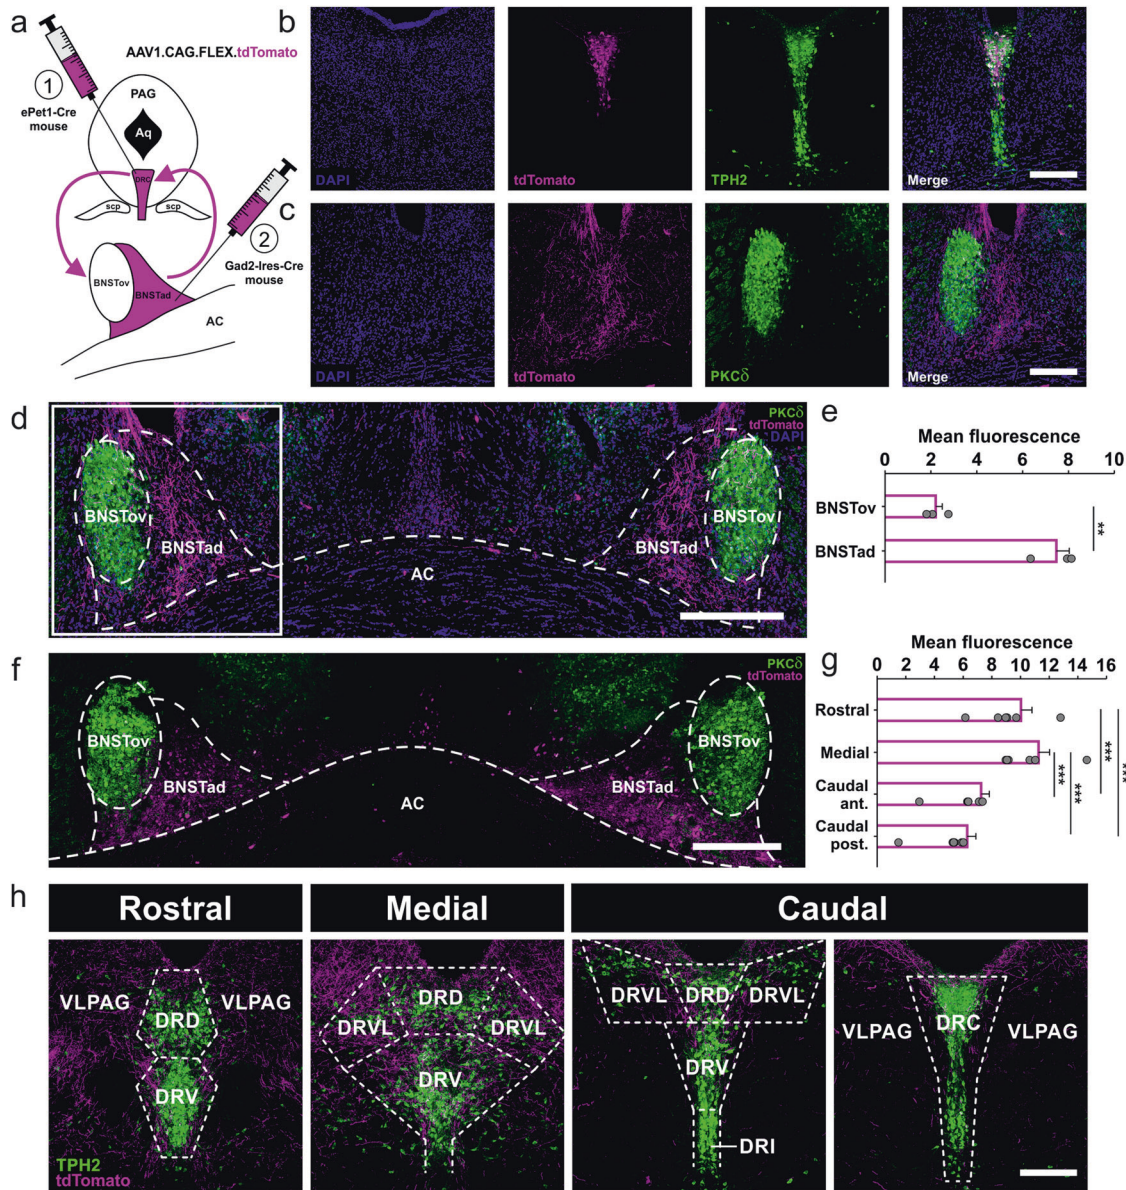 a
AAV1.CAG.FLEX.tdTomato
1
ePet1-Cre
mouse
PAG
Aq
DRC
scp
scp
2
Gad2-Ires-Cre
mouse
BNSTov
BNSTad
AC
b
DAPI
tdTomato
TPH2
Merge
c
DAPI
tdTomato
PKCδ
Merge
d
PKCδ
tdTomato
DAPI
BNSTov
BNSTad
AC
BNSTad
BNSTov
e
Mean fluorescence
0 2 4 6 8 10
BNSTov
BNSTad
**
f
PKCδ
tdTomato
BNSTov
BNSTad
AC
BNSTad
BNSTov
g
Mean fluorescence
0 2 4 6 8 10 12 14 16
Rostral
Medial
Caudal
ant.
Caudal
post.
***
***
***
***
h
Rostral
Medial
Caudal
VLPAG
VLPAG
DRD
DRV
TPH2
tdTomato
DRD
DRVL
DRVL
DRV
DRVL
DRD
DRVL
DRV
DRI
VLPAG
DRC
VLPAG